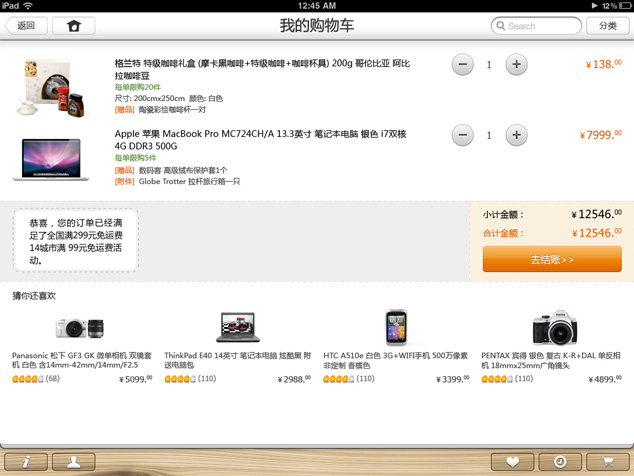 iPad
12:45 AM
12%
返回
我的购物车
Search
分类
格兰特 特级咖啡礼盒 (摩卡黑咖啡+特级咖啡+咖啡杯具) 200g 哥伦比亚 阿比
拉咖啡豆
每单限购20件
尺寸: 200cmx250cm 颜色: 白色
[赠品] 陶瓷彩绘咖啡杯一对
1
¥138.00
Apple 苹果 MacBook Pro MC724CH/A 13.3英寸 笔记本电脑 银色 i7双核
4G DDR3 500G
每单限购5件
[赠品] 数码客 高级绒布保护套1个
[附件] Globe Trotter 拉杆旅行箱一只
1
¥7999.00
恭喜，您的订单已经满
足了全国满299元免运费
14城市满 99元免运费活
动。
小计金额： ¥12546.00
合计金额： ¥12546.00
去结账>>
猜你还喜欢
Panasonic 松下 GF3 GK 微单相机 双镜套
机 白色 含14mm-42mm/14mm/F2.5
(68) ¥5099.00
ThinkPad E40 14英寸 笔记本电脑 炫酷黑 附
送电脑包
(110) ¥2988.00
HTC A510e 白色 3G+WIFI手机 500万像素
非定制 香槟色
(110) ¥3399.00
PENTAX 宾得 银色 复古 K-R+DAL 单反相
机 18mmx25mm/广角镜头
(110) ¥4899.00